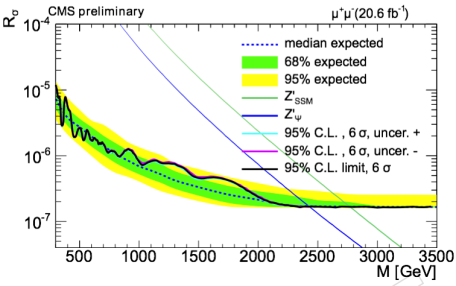 CMS preliminary
μ⁺μ⁻(20.6 fb⁻¹)
R_σ
10⁻⁴
10⁻⁵
10⁻⁶
10⁻⁷
median expected
68% expected
95% expected
Z'_SSM
Z'_Ψ
95% C.L. , 6 σ, uncer. +
95% C.L. , 6 σ, uncer. -
95% C.L. limit, 6 σ
500 1000 1500 2000 2500 3000 3500
M [GeV]